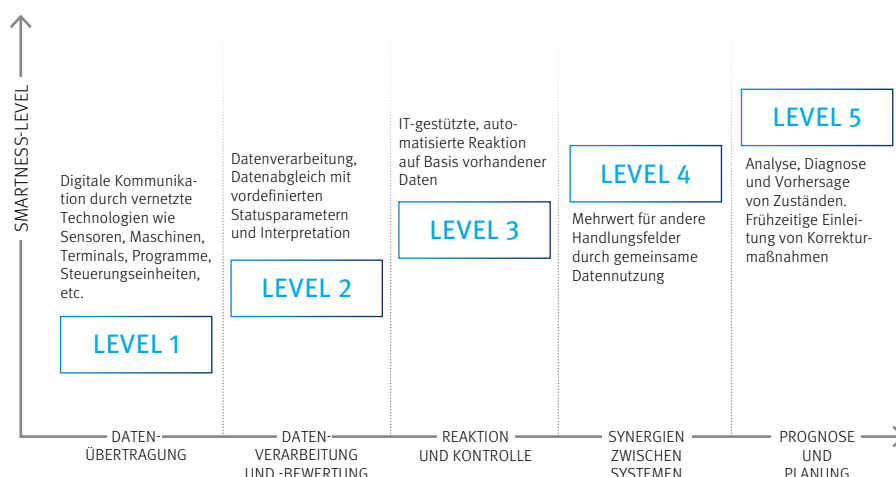 SMARTNESS-LEVEL
Digitale Kommunika-
tion durch vernetzte
Technologien wie
Sensoren, Maschinen,
Terminals, Programme,
Steuerungseinheiten,
etc.
LEVEL 1
DATEN-
ÜBERTRAGUNG
Datenverarbeitung,
Datenabgleich mit
vordefinierten
Statusparametern
und Interpretation
LEVEL 2
DATEN-
VERARBEITUNG
UND -BEWERTUNG
IT-gestützte, auto-
matisierte Reaktion
auf Basis vorhandener
Daten
LEVEL 3
REAKTION
UND KONTROLLE
LEVEL 4
Mehrwert für andere
Handlungsfelder
durch gemeinsame
Datennutzung
SYNERGIEN
ZWISCHEN
SYSTEMEN
LEVEL 5
Analyse, Diagnose
und Vorhersage
von Zuständen.
Frühzeitige Einlei-
tung von Korrektur-
maßnahmen
PROGNOSE
UND
PLANUNG